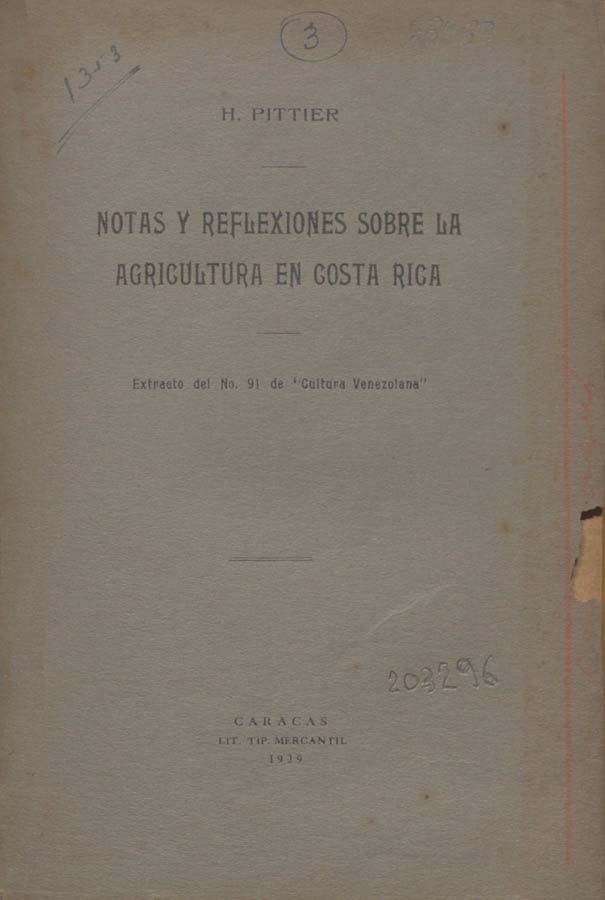 3
1353
H. PITTIER
NOTAS Y REFLEXIONES SOBRE LA
AGRICULTURA EN COSTA RICA
Extracto del No. 91 de "Cultura Venezolana"
203296
CARACAS
LIT. TIP. MERCANTIL
1929